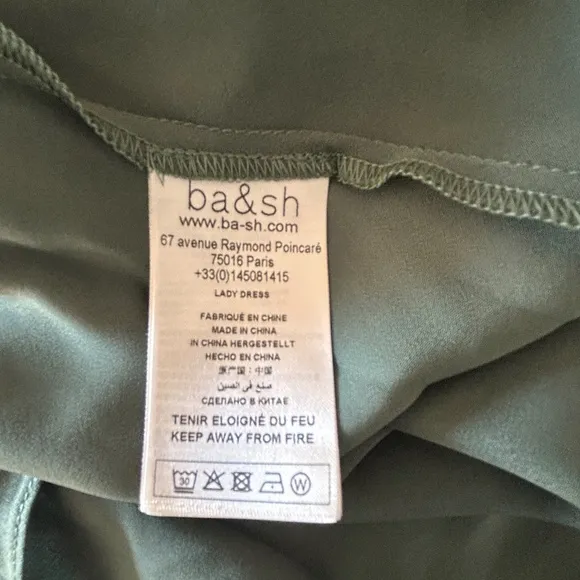 ba&sh
www.ba-sh.com
67 avenue Raymond Poincaré
75016 Paris
+33(0)145081415
LADY DRESS
FABRIQUÉ EN CHINE
MADE IN CHINA
IN CHINA HERGESTELLT
HECHO EN CHINA
原产国：中国
صنع في الصين
СДЕЛАНО В КИТАЕ
TENIR ELOIGNÉ DU FEU
KEEP AWAY FROM FIRE
30 W